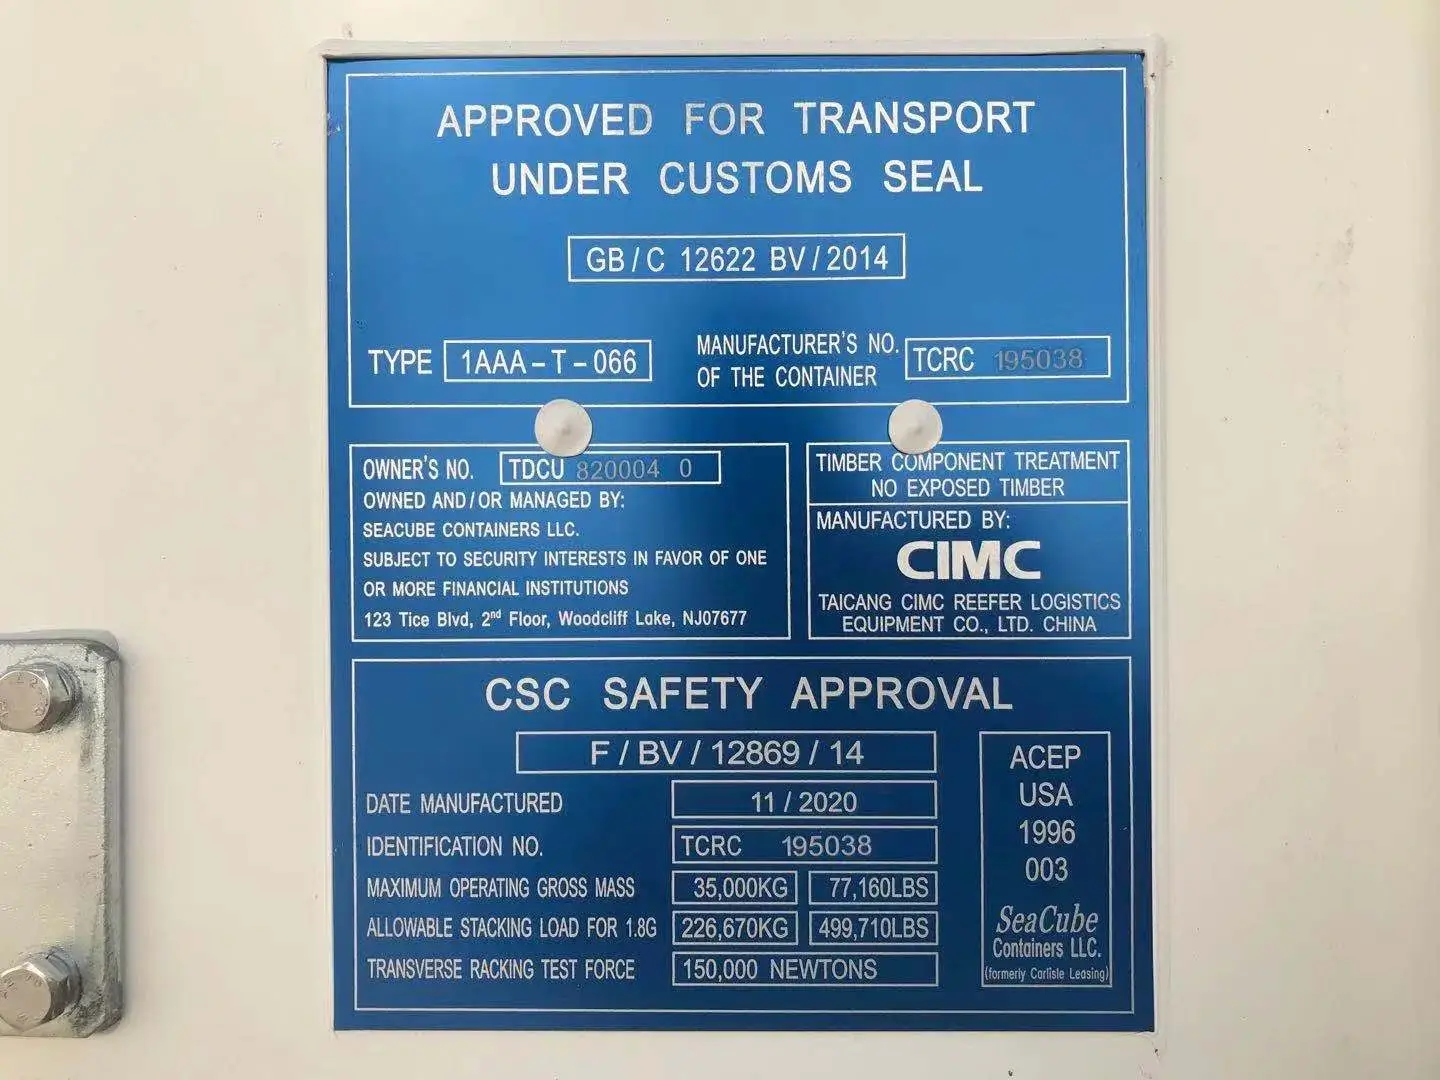 APPROVED FOR TRANSPORT
UNDER CUSTOMS SEAL
GB/C 12622 BV/2014
TYPE 1AAA-T-066
MANUFACTURER'S NO.
OF THE CONTAINER
TCRC 195038
OWNER'S NO. TDCU 820004 0
OWNED AND/OR MANAGED BY:
SEACUBE CONTAINERS LLC.
SUBJECT TO SECURITY INTERESTS IN FAVOR OF ONE
OR MORE FINANCIAL INSTITUTIONS
123 Tice Blvd, 2nd Floor, Woodcliff Lake, NJ07677
TIMBER COMPONENT TREATMENT
NO EXPOSED TIMBER
MANUFACTURED BY:
CIMC
TAICANG CIMC REEFER LOGISTICS
EQUIPMENT CO., LTD. CHINA
CSC SAFETY APPROVAL
F/BV/12869/14
DATE MANUFACTURED 11/2020
IDENTIFICATION NO. TCRC 195038
MAXIMUM OPERATING GROSS MASS 35,000KG 77,160LBS
ALLOWABLE STACKING LOAD FOR 1.8G 226,670KG 499,710LBS
TRANSVERSE RACKING TEST FORCE 150,000 NEWTONS
ACEP
USA
1996
003
SeaCube
Containers LLC.
(formerly Carlisle Leasing)